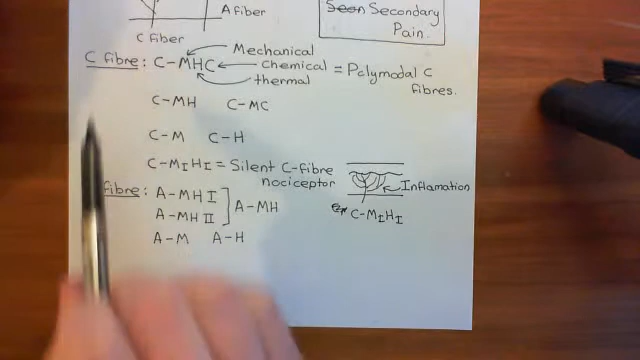 A fiber
C fiber
Secondary
Pain.
C fibre: C-MHC
Mechanical
Chemical
thermal
= Polymodal C
fibres.
C-MH C-MC
C-M C-H
C-MIHI = Silent C-fibre
nociceptor
Inflamation
C-MIHI
fibre: A-MH I
A-MH II
A-MH
A-M A-H